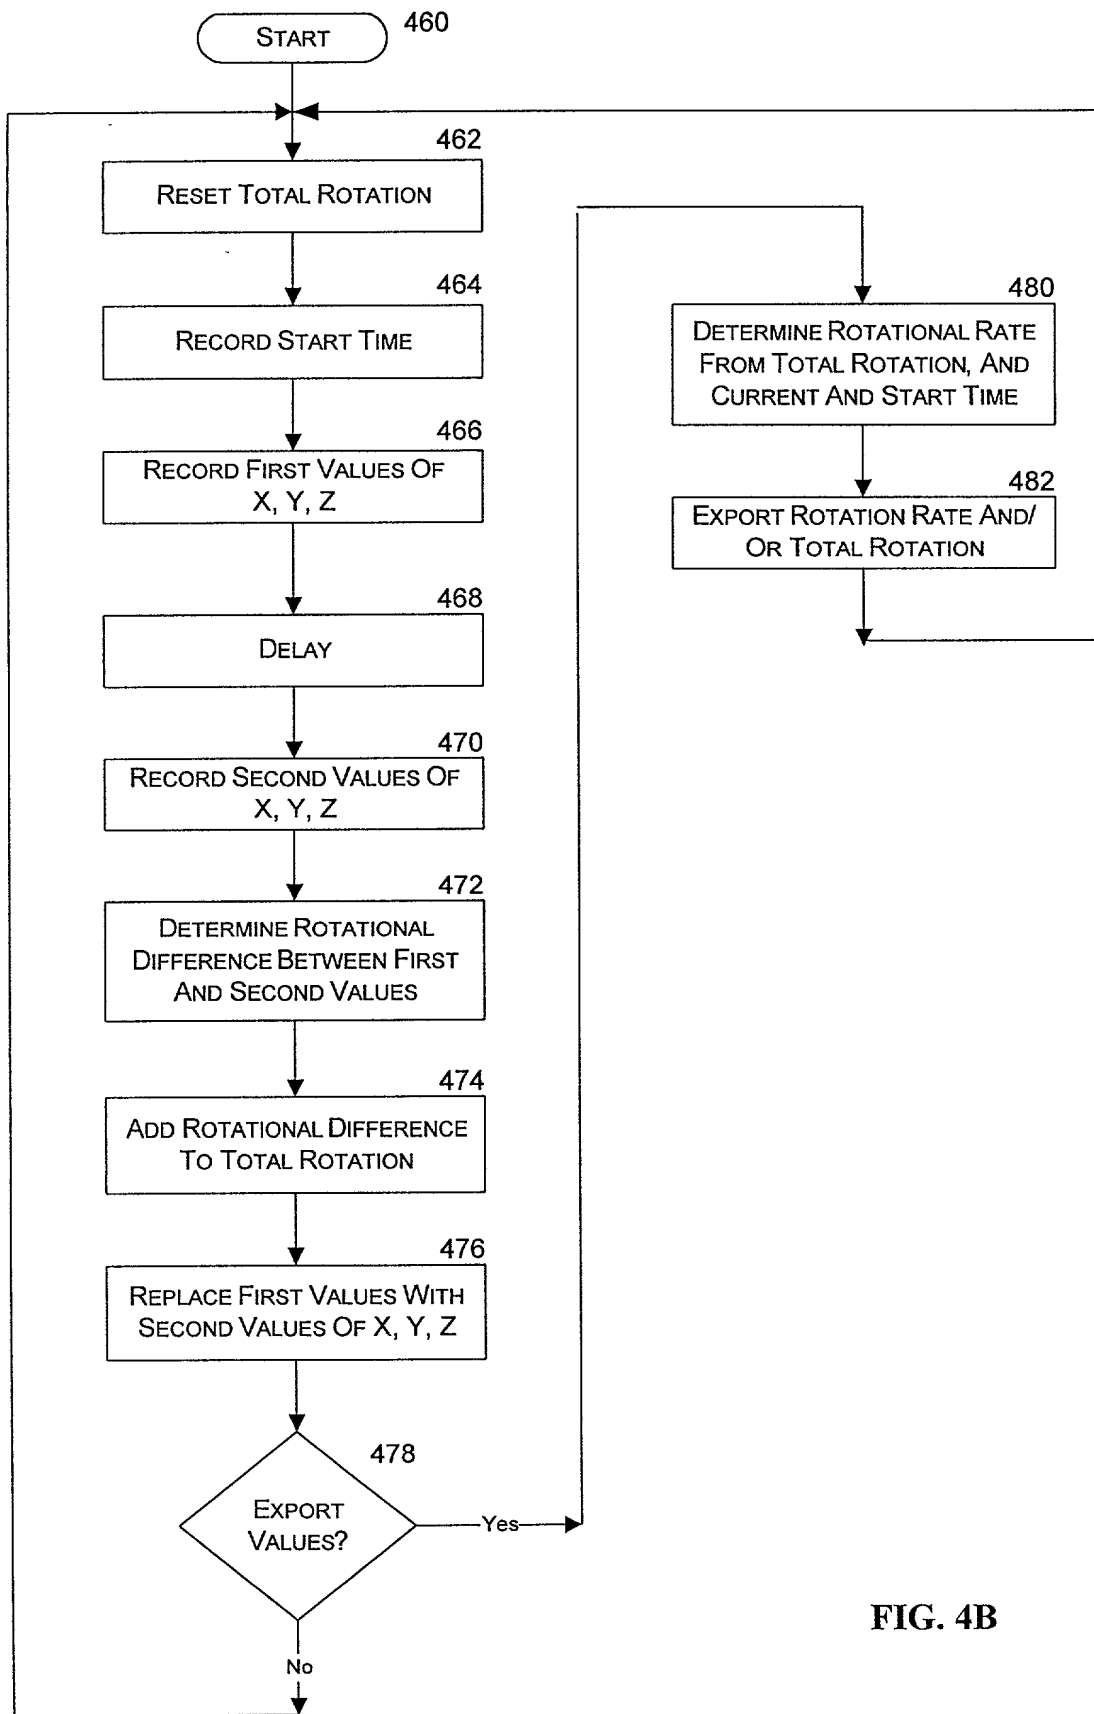 START
460
462
RESET TOTAL ROTATION
464
RECORD START TIME
466
RECORD FIRST VALUES OF
X, Y, Z
468
DELAY
470
RECORD SECOND VALUES OF
X, Y, Z
472
DETERMINE ROTATIONAL
DIFFERENCE BETWEEN FIRST
AND SECOND VALUES
474
ADD ROTATIONAL DIFFERENCE
TO TOTAL ROTATION
476
REPLACE FIRST VALUES WITH
SECOND VALUES OF X, Y, Z
478
EXPORT
VALUES?
Yes
No
480
DETERMINE ROTATIONAL RATE
FROM TOTAL ROTATION, AND
CURRENT AND START TIME
482
EXPORT ROTATION RATE AND/
OR TOTAL ROTATION
FIG. 4B